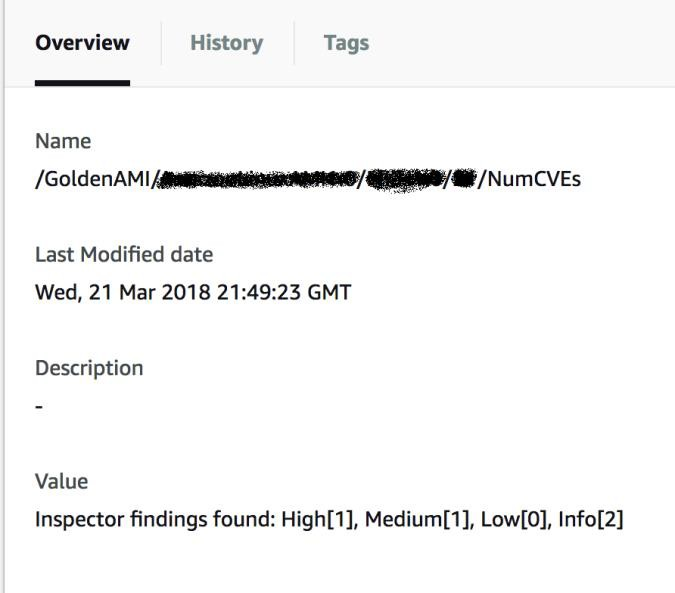 Overview History Tags
Name
/GoldenAMI/ / / /NumCVEs
Last Modified date
Wed, 21 Mar 2018 21:49:23 GMT
Description
-
Value
Inspector findings found: High[1], Medium[1], Low[0], Info[2]